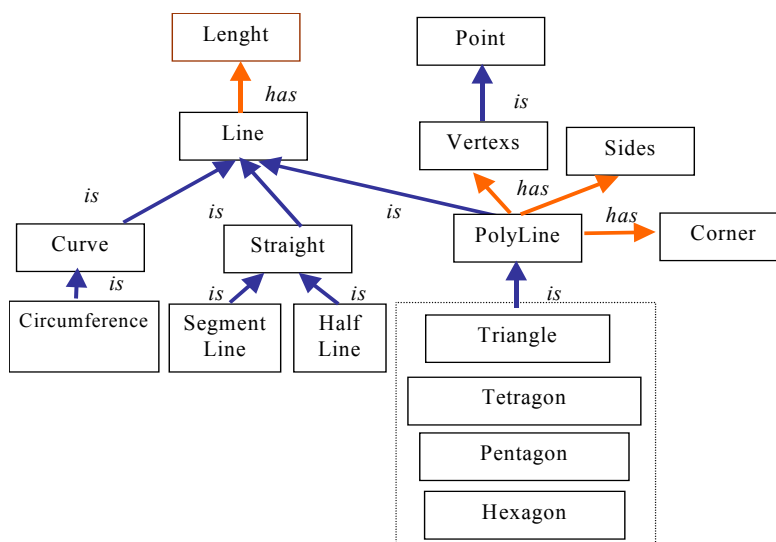 Lenght
Point
has
is
Line
Vertexs
Sides
is
has
is
is
has
Curve
Straight
PolyLine
Corner
is
is
is
is
Circumference
Segment
Line
Half
Line
Triangle
Tetragon
Pentagon
Hexagon